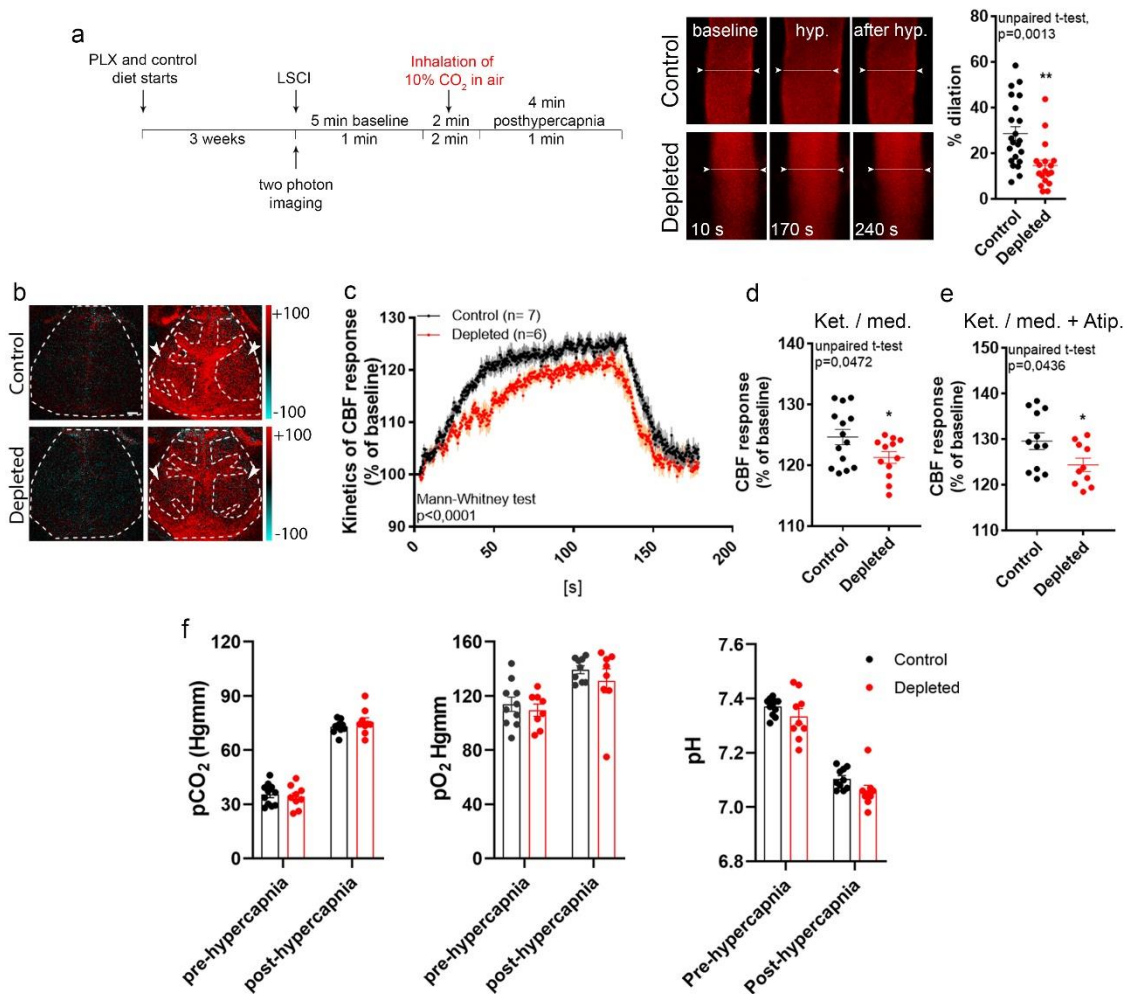 a
PLX and control
diet starts
LSCI
Inhalation of
10% CO2 in air
4 min
posthypercapnia
5 min baseline
2 min
3 weeks
1 min
2 min
1 min
two photon
imaging
baseline
hyp.
after hyp.
Control
Depleted
10 s
170 s
240 s
unpaired t-test,
p=0,0013
**
% dilation
80
60
40
20
0
Control
Depleted
b
Control
Depleted
+100
-100
+100
-100
c
Control (n= 7)
Depleted (n=6)
Kinetics of CBF response
(% of baseline)
130
120
110
100
90
Mann-Whitney test
p<0,0001
0
50
100
150
200
[s]
d
Ket. / med.
unpaired t-test
p=0,0472
*
CBF response
(% of baseline)
140
130
120
110
Control
Depleted
e
Ket. / med. + Atip.
unpaired t-test
p=0,0436
*
CBF response
(% of baseline)
150
140
130
120
110
Control
Depleted
f
pCO2 (Hgmm)
120
90
60
30
0
pre-hypercapnia
post-hypercapnia
pO2 Hgmm
160
120
80
40
0
pre-hypercapnia
post-hypercapnia
pH
7.6
7.4
7.2
7.0
6.8
Pre-hypercapnia
Post-hypercapnia
Control
Depleted